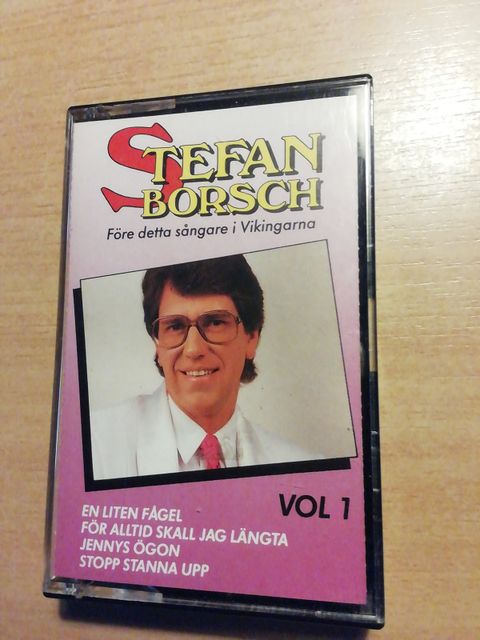 STEFAN
BORSCH
Före detta sångare i Vikingarna
VOL 1
EN LITEN FÅGEL
FÖR ALLTID SKALL JAG LÄNGTA
JENNYS ÖGON
STOPP STANNA UPP